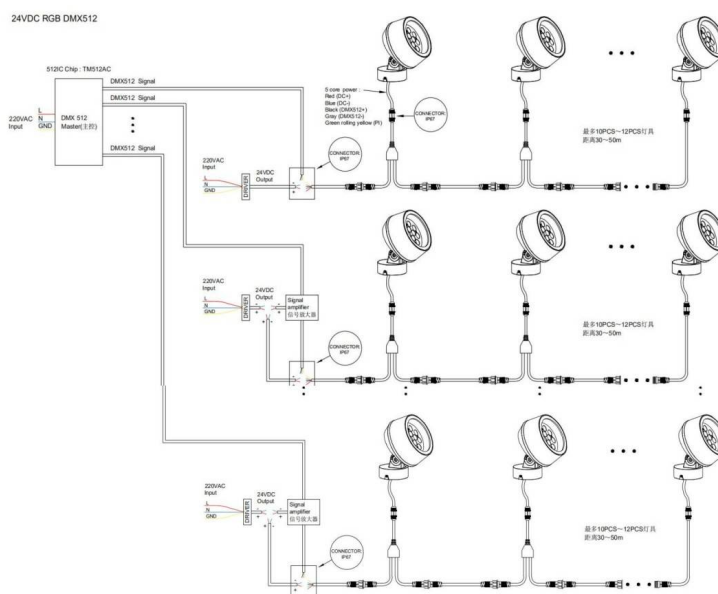 24VDC RGB DMX512
512IC Chip : TM512AC
DMX512 Signal
DMX512 Signal
DMX512 Signal
220VAC
Input
L
N
GND
DMX 512
Master(主控)
5 core power :
Red (DC+)
Blue (DC-)
Black (DMX512+)
Gray (DMX512-)
Green rolling yellow (PI)
CONNECTOR:
IP67
最多10PCS～12PCS灯具
距离30～50m
220VAC
Input
L
N
GND
DRIVER
24VDC
Output
+
-
CONNECTOR:
IP67
220VAC
Input
L
N
GND
DRIVER
24VDC
Output
Signal
amplifier
信号放大器
CONNECTOR:
IP67
最多10PCS～12PCS灯具
距离30～50m
220VAC
Input
L
N
GND
DRIVER
24VDC
Output
Signal
amplifier
信号放大器
CONNECTOR:
IP67
最多10PCS～12PCS灯具
距离30～50m